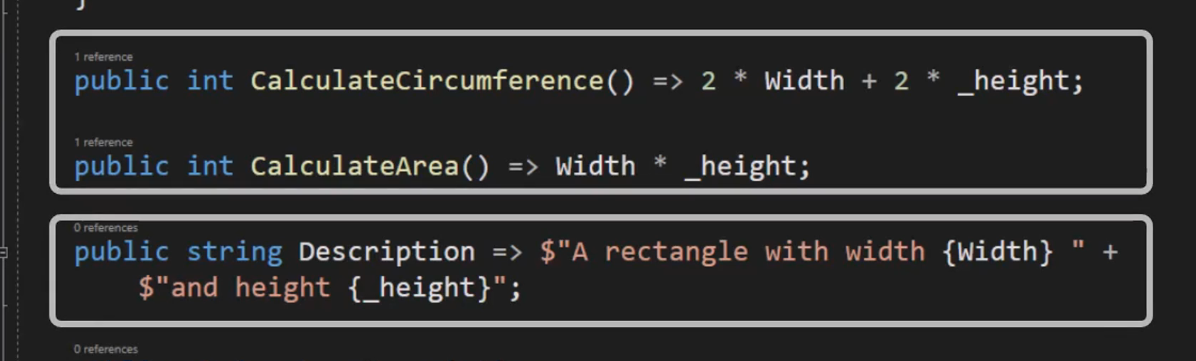 }
1 reference
public int CalculateCircumference() => 2 * Width + 2 * _height;
1 reference
public int CalculateArea() => Width * _height;
0 references
public string Description => $"A rectangle with width {Width} " +
$"and height {_height}";
0 references